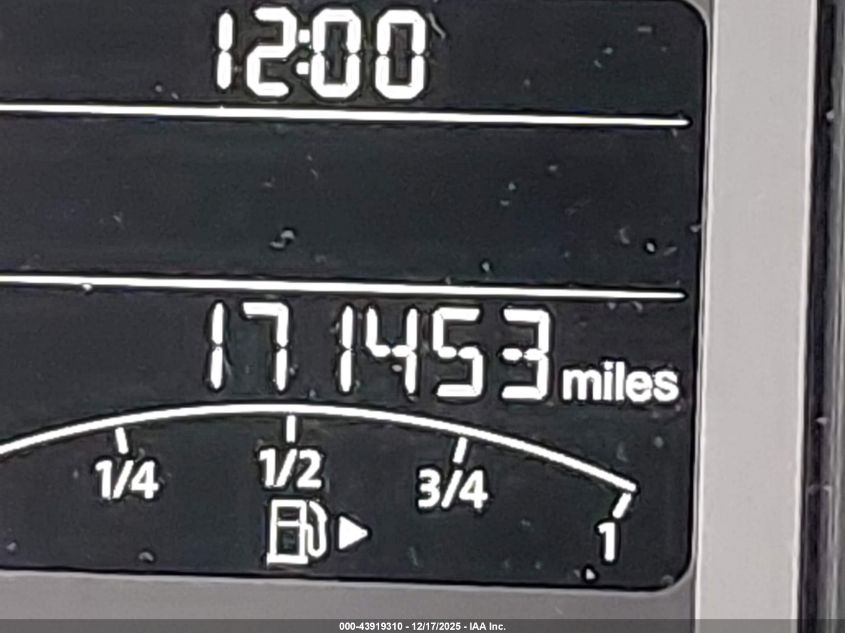 12:00
171453 miles
1/4 1/2 3/4 1
000-43919310 - 12/17/2025 - IAA Inc.